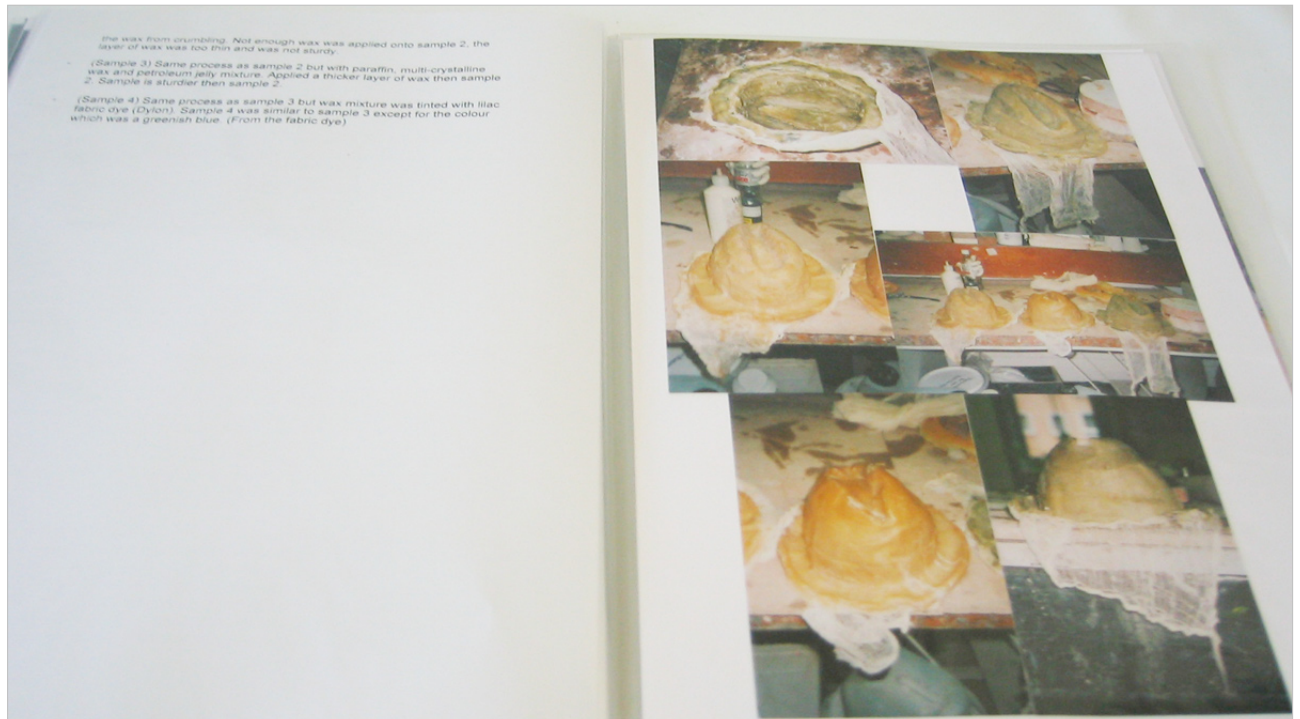 the wax from crumbling. Not enough wax was applied onto sample 2, the
layer of wax was too thin and was not sturdy.
(Sample 3) Same process as sample 2 but with paraffin, multi-crystalline
wax and petroleum jelly mixture. Applied a thicker layer of wax then sample
2. Sample is sturdier then sample 2.
(Sample 4) Same process as sample 3 but wax mixture was tinted with lilac
fabric dye (Dylon). Sample 4 was similar to sample 3 except for the colour
which was a greenish blue. (From the fabric dye)